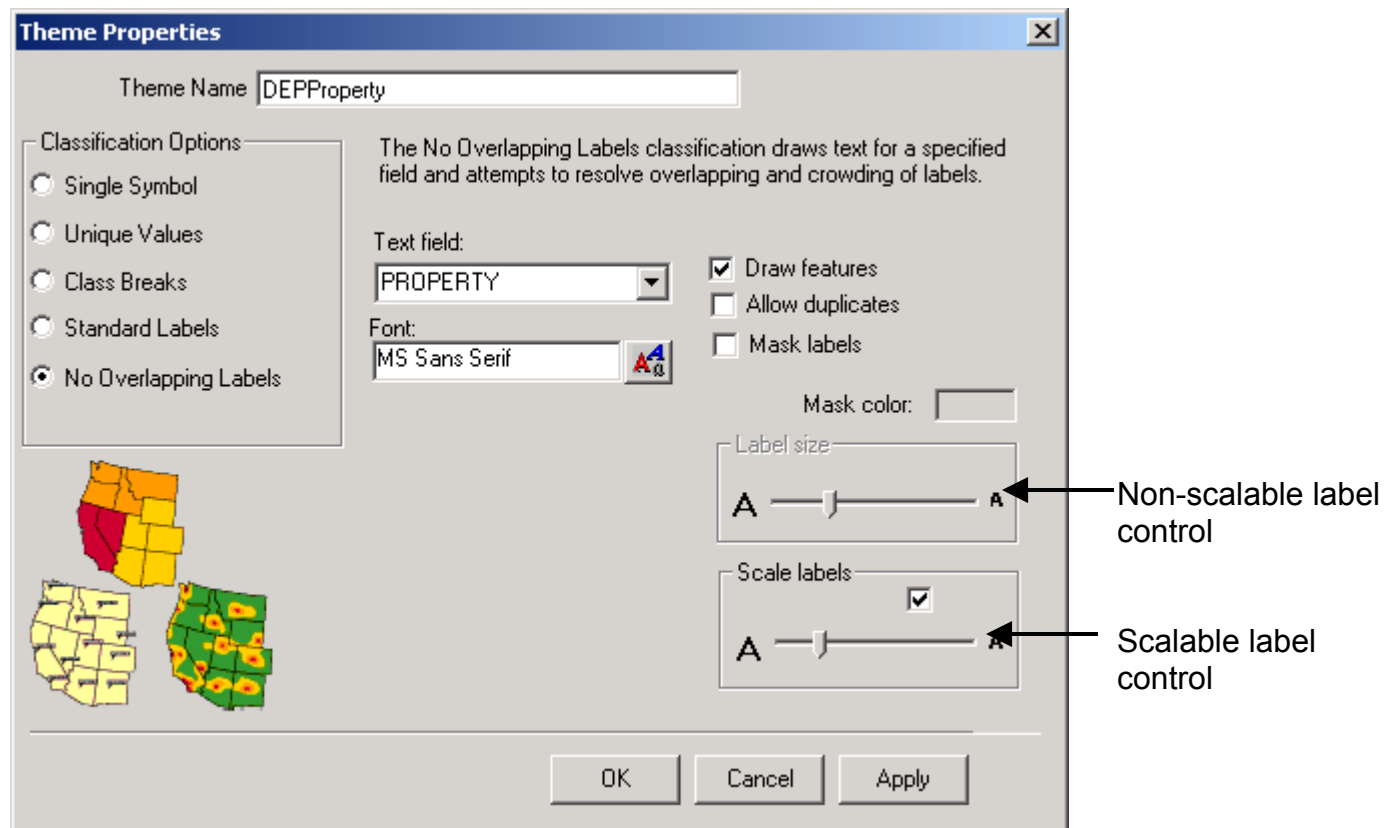 Theme Properties
Theme Name DEPProperty
Classification Options
Single Symbol
Unique Values
Class Breaks
Standard Labels
No Overlapping Labels
The No Overlapping Labels classification draws text for a specified
field and attempts to resolve overlapping and crowding of labels.
Text field:
PROPERTY
Font:
MS Sans Serif
AAa
Draw features
Allow duplicates
Mask labels
Mask color:
Label size
A A
Scale labels
A A
Non-scalable label
control
Scalable label
control
OK Cancel Apply